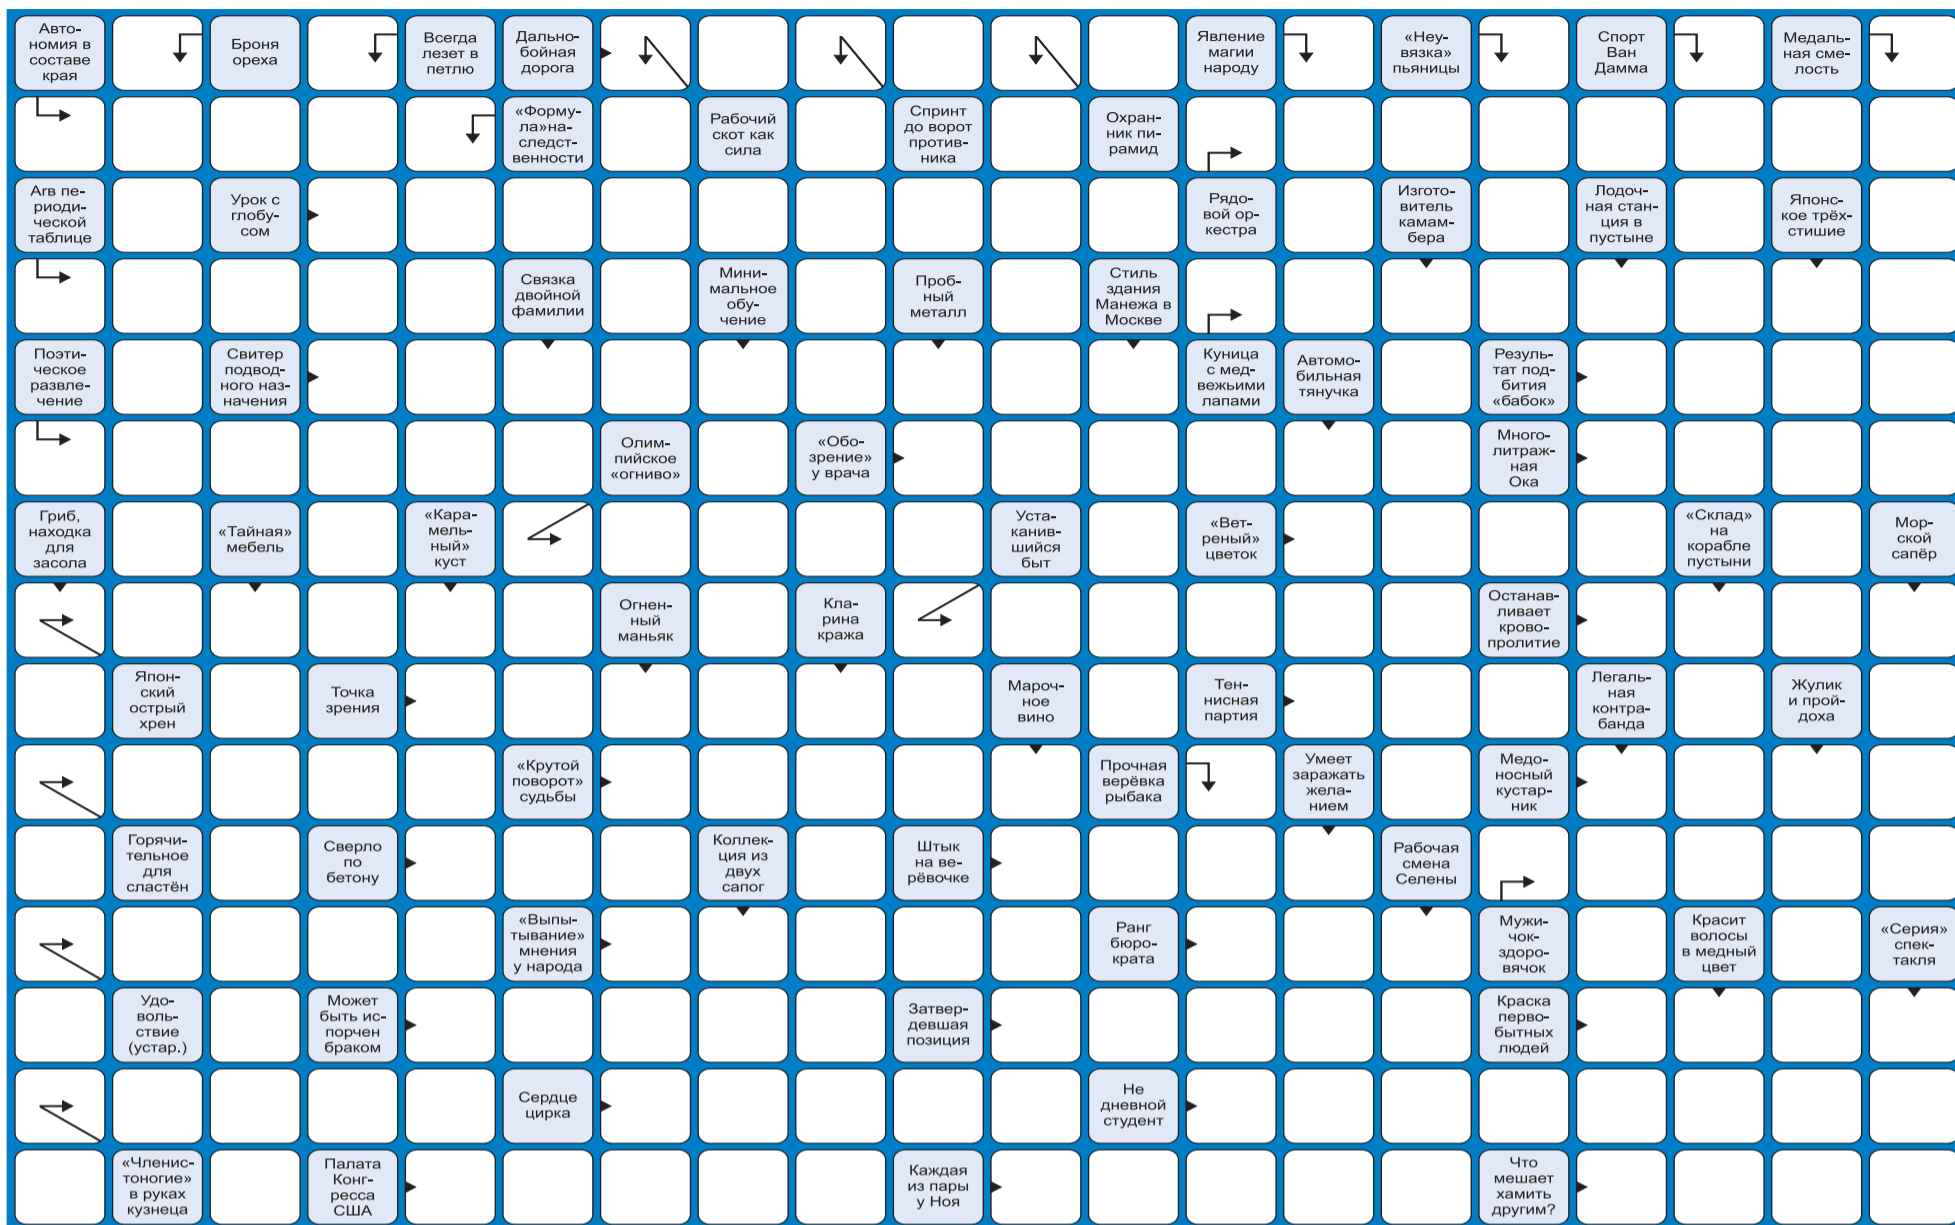 Авто-
номия в
составе
края
Броня
ореха
Всегда
лезет в
петлю
Дально-
бойная
дорога
Явление
магии
народу
«Неу-
вязка»
пьяницы
Спорт
Ван
Дамма
Медаль-
ная сме-
лость
«Форму-
ла»на-
следст-
венности
Рабочий
скот как
сила
Спринт
до ворот
против-
ника
Охран-
ник пи-
рамид
Arв пе-
риоди-
ческой
таблице
Урок с
глобу-
сом
Рядо-
вой ор-
кестра
Изгото-
витель
камам-
бера
Лодоч-
ная стан-
ция в
пустыне
Японс-
кое трёх-
стишие
Связка
двойной
фамилии
Мини-
мальное
обу-
чение
Проб-
ный
металл
Стиль
здания
Манежа в
Москве
Поэти-
ческое
развле-
чение
Свитер
подвод-
ного наз-
начения
Куница
с мед-
вежьими
лапами
Автомо-
бильная
тянучка
Резуль-
тат под-
бития
«бабок»
Олим-
пийское
«огниво»
«Обо-
зрение»
у врача
Много-
литраж-
ная
Ока
Гриб,
находка
для
засола
«Тайная»
мебель
«Кара-
мель-
ный»
куст
Уста-
канив-
шийся
быт
«Вет-
реный»
цветок
«Склад»
на
корабле
пустыни
Мор-
ской
сапёр
Огнен-
ный
маньяк
Кла-
рина
кража
Останав-
ливает
крово-
пролитие
Япон-
ский
острый
хрен
Точка
зрения
Мароч-
ное
вино
Тен-
нисная
партия
Легаль-
ная
контра-
банда
Жулик
и прой-
доха
«Крутой
поворот»
судьбы
Прочная
верёвка
рыбака
Умеет
заражать
жела-
нием
Медо-
носный
кустар-
ник
Горячи-
тельное
для
сластён
Сверло
по
бетону
Коллек-
ция из
двух
сапог
Штык
на ве-
рёвочке
Рабочая
смена
Селены
«Выпы-
тывание»
мнения
у народа
Ранг
бюро-
крата
Мужи-
чок-
здоро-
вячок
Красит
волосы
в медный
цвет
«Серия»
спек-
такля
Удо-
воль-
ствие
(устар.)
Может
быть ис-
порчен
браком
Затвер-
девшая
позиция
Краска
перво-
бытных
людей
Сердце
цирка
Не
дневной
студент
«Членис-
тоногие»
в руках
кузнеца
Палата
Конг-
ресса
США
Каждая
из пары
у Ноя
Что
мешает
хамить
другим?